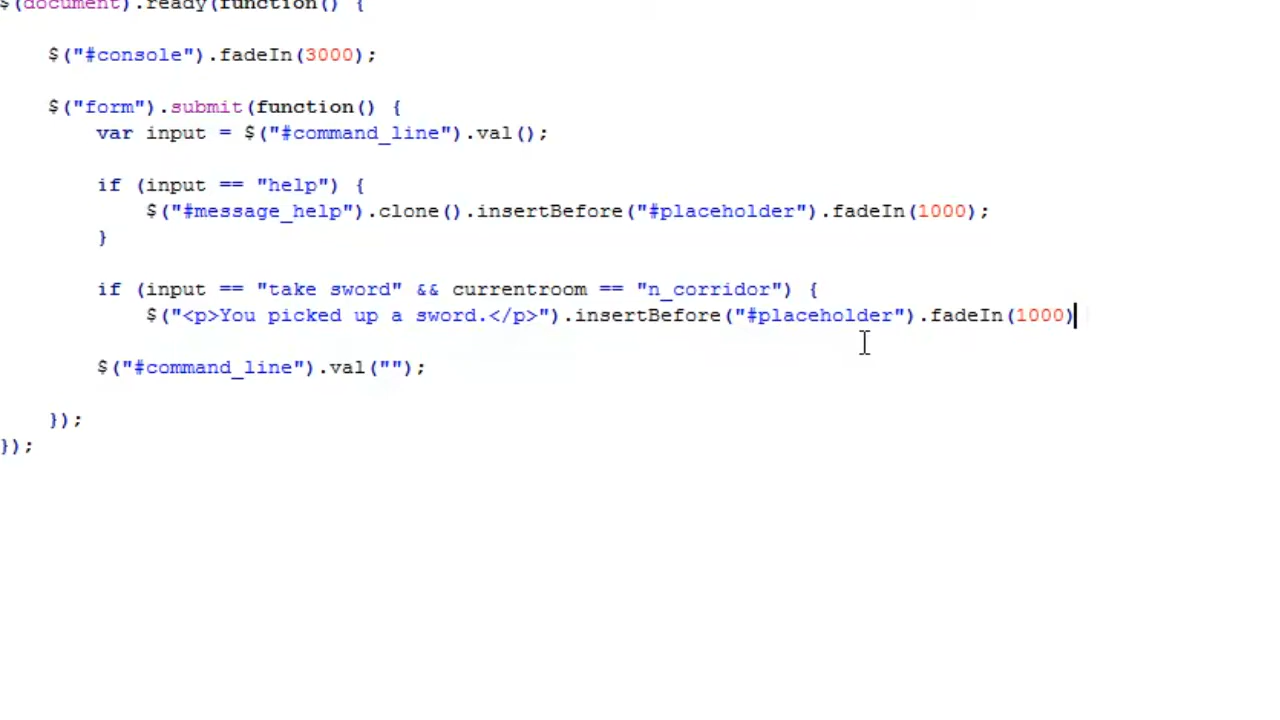 $(document).ready(function() {
$("#console").fadeIn(3000);
$("form").submit(function() {
var input = $("#command_line").val();
if (input == "help") {
$("#message_help").clone().insertBefore("#placeholder").fadeIn(1000);
}
if (input == "take sword" && currentroom == "n_corridor") {
$("<p>You picked up a sword.</p>").insertBefore("#placeholder").fadeIn(1000)
$("#command_line").val("");
});
});